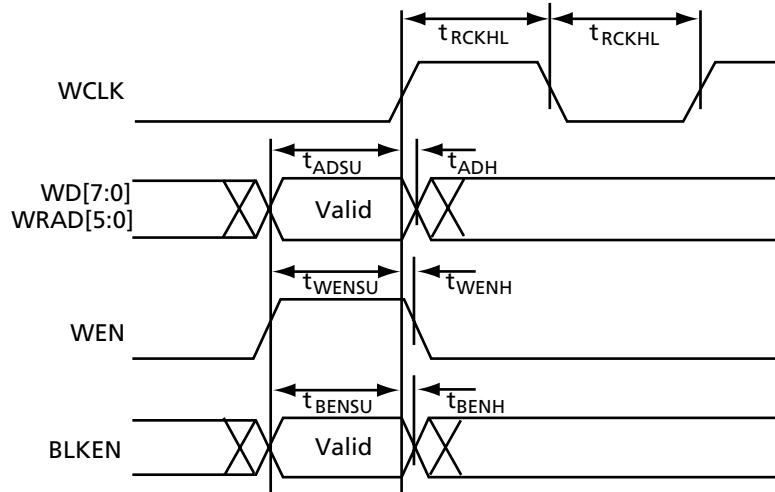 tRCKHL tRCKHL
WCLK
tADSU tADH
WD[7:0]
WRAD[5:0]
Valid
tWENSU tWENH
WEN
tBENSU tBENH
BLKEN
Valid